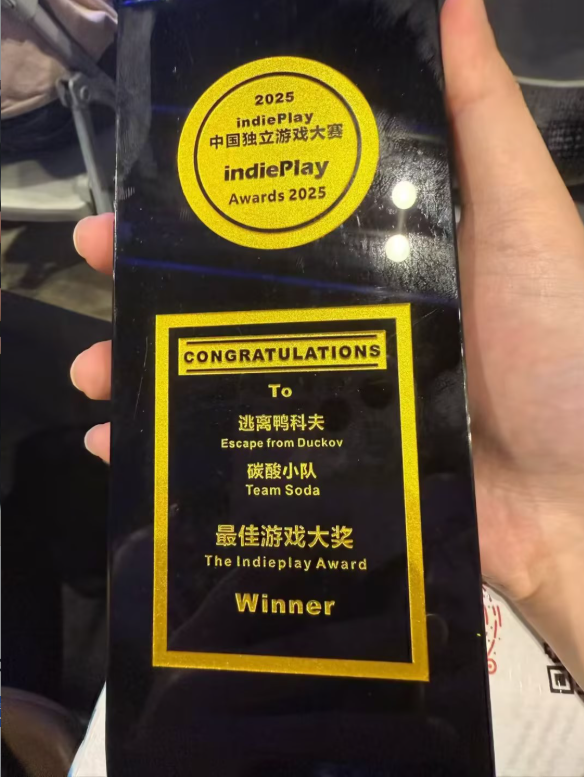 2025
indiePlay
中国独立游戏大赛
indiePlay
Awards 2025
CONGRATULATIONS
To
逃离鸭科夫
Escape from Duckov
碳酸小队
Team Soda
最佳游戏大奖
The Indieplay Award
Winner